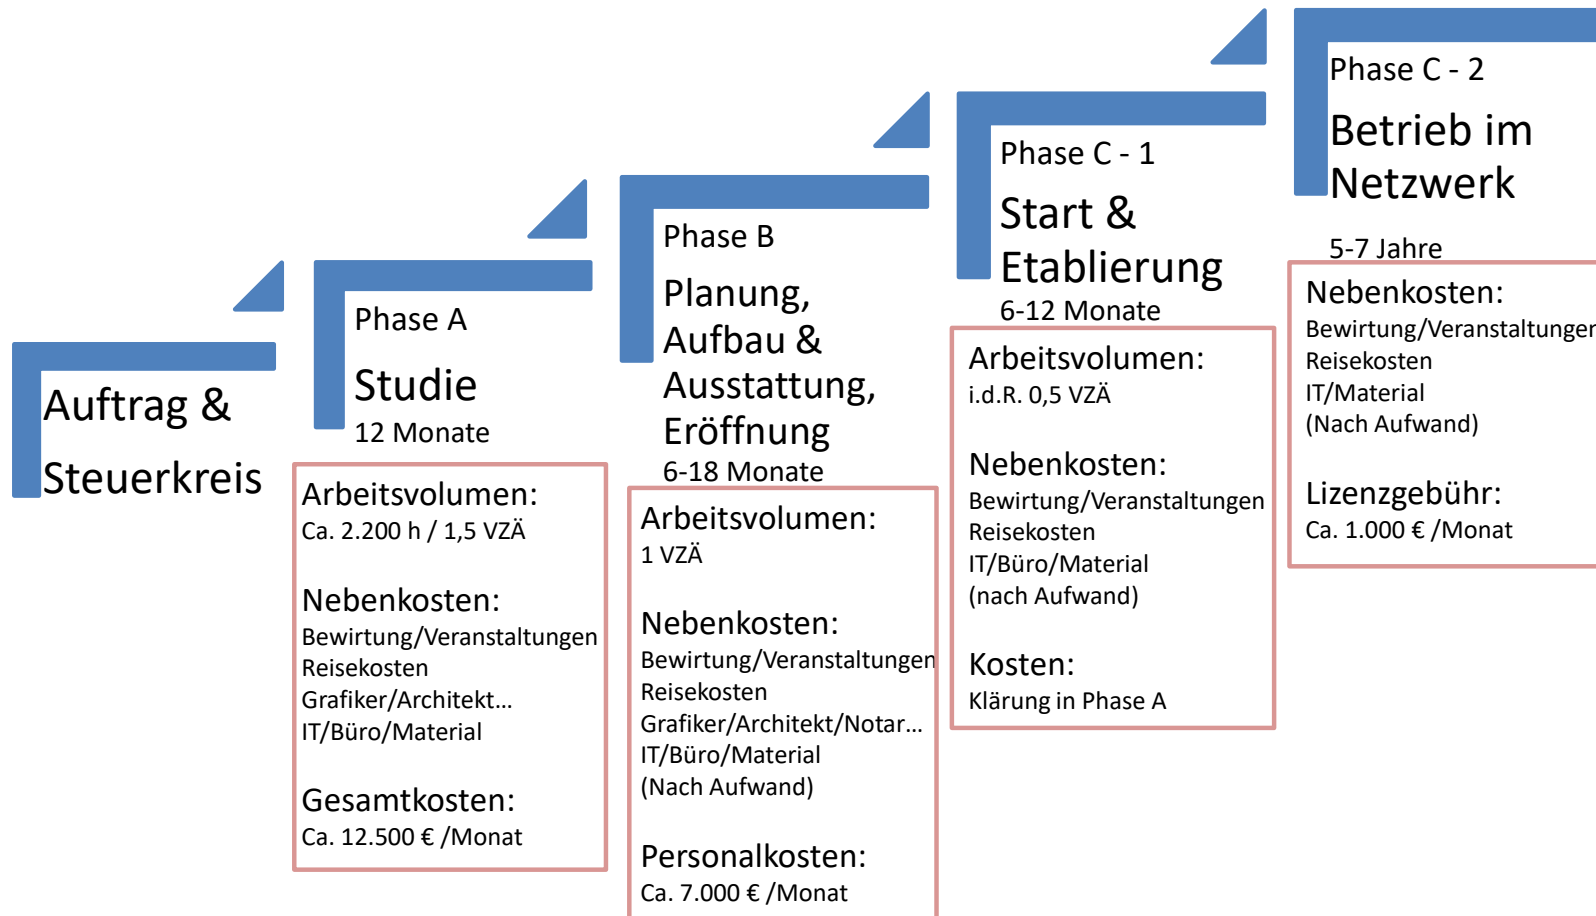 Auftrag &
Steuerkreis
Phase A
Studie
12 Monate
Arbeitsvolumen:
Ca. 2.200 h / 1,5 VZÄ
Nebenkosten:
Bewirtung/Veranstaltungen
Reisekosten
Grafiker/Architekt...
IT/Büro/Material
Gesamtkosten:
Ca. 12.500 € /Monat
Phase B
Planung,
Aufbau &
Ausstattung,
Eröffnung
6-18 Monate
Arbeitsvolumen:
1 VZÄ
Nebenkosten:
Bewirtung/Veranstaltungen
Reisekosten
Grafiker/Architekt/Notar...
IT/Büro/Material
(Nach Aufwand)
Personalkosten:
Ca. 7.000 € /Monat
Phase C - 1
Start &
Etablierung
6-12 Monate
Arbeitsvolumen:
i.d.R. 0,5 VZÄ
Nebenkosten:
Bewirtung/Veranstaltungen
Reisekosten
IT/Büro/Material
(nach Aufwand)
Kosten:
Klärung in Phase A
Phase C - 2
Betrieb im
Netzwerk
5-7 Jahre
Nebenkosten:
Bewirtung/Veranstaltungen
Reisekosten
IT/Material
(Nach Aufwand)
Lizenzgebühr:
Ca. 1.000 € /Monat